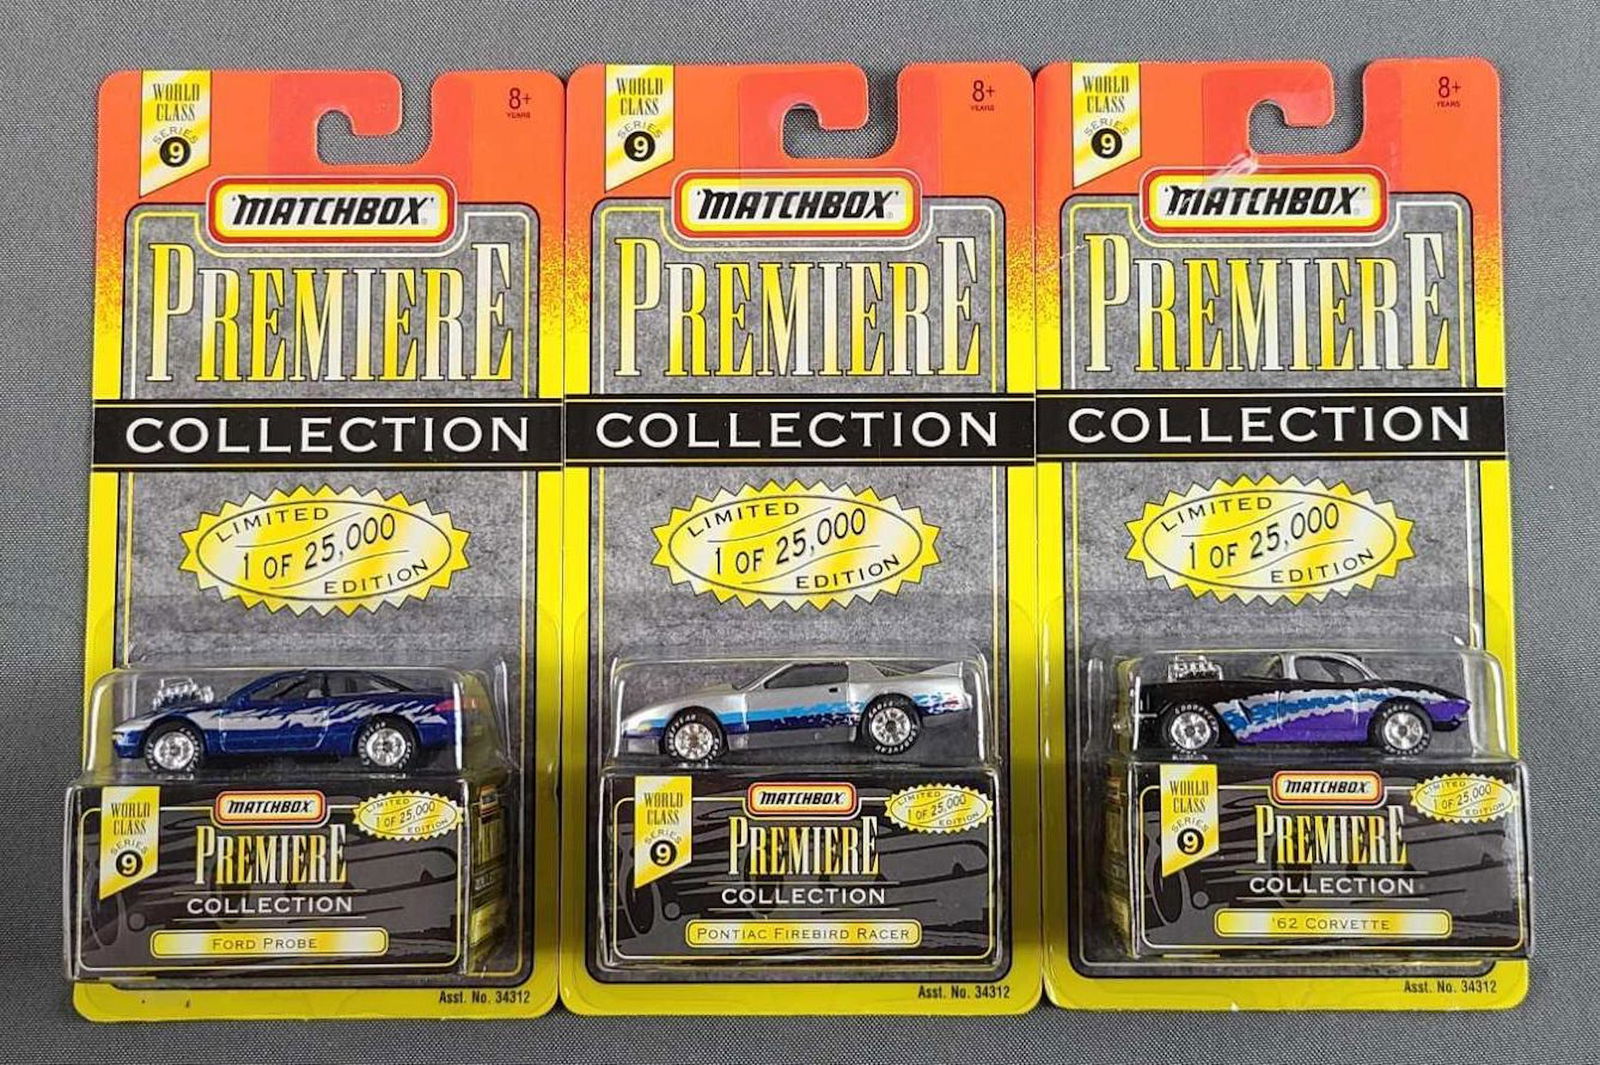 WORLD
CLASS
SERIES
9
8+
YEARS
MATCHBOX
PREMIERE
COLLECTION
LIMITED
1 OF 25,000
EDITION
WORLD
CLASS
SERIES
9
MATCHBOX
LIMITED
1 OF 25,000
EDITION
PREMIERE
COLLECTION
FORD PROBE
Asst. No. 34312
WORLD
CLASS
SERIES
9
8+
YEARS
MATCHBOX
PREMIERE
COLLECTION
LIMITED
1 OF 25,000
EDITION
WORLD
CLASS
SERIES
9
MATCHBOX
LIMITED
1 OF 25,000
EDITION
PREMIERE
COLLECTION
PONTIAC FIREBIRD RACER
Asst. No. 34312
WORLD
CLASS
SERIES
9
8+
YEARS
MATCHBOX
PREMIERE
COLLECTION
LIMITED
1 OF 25,000
EDITION
WORLD
CLASS
SERIES
9
MATCHBOX
LIMITED
1 OF 25,000
EDITION
PREMIERE
COLLECTION
'62 CORVETTE
Asst. No. 34312